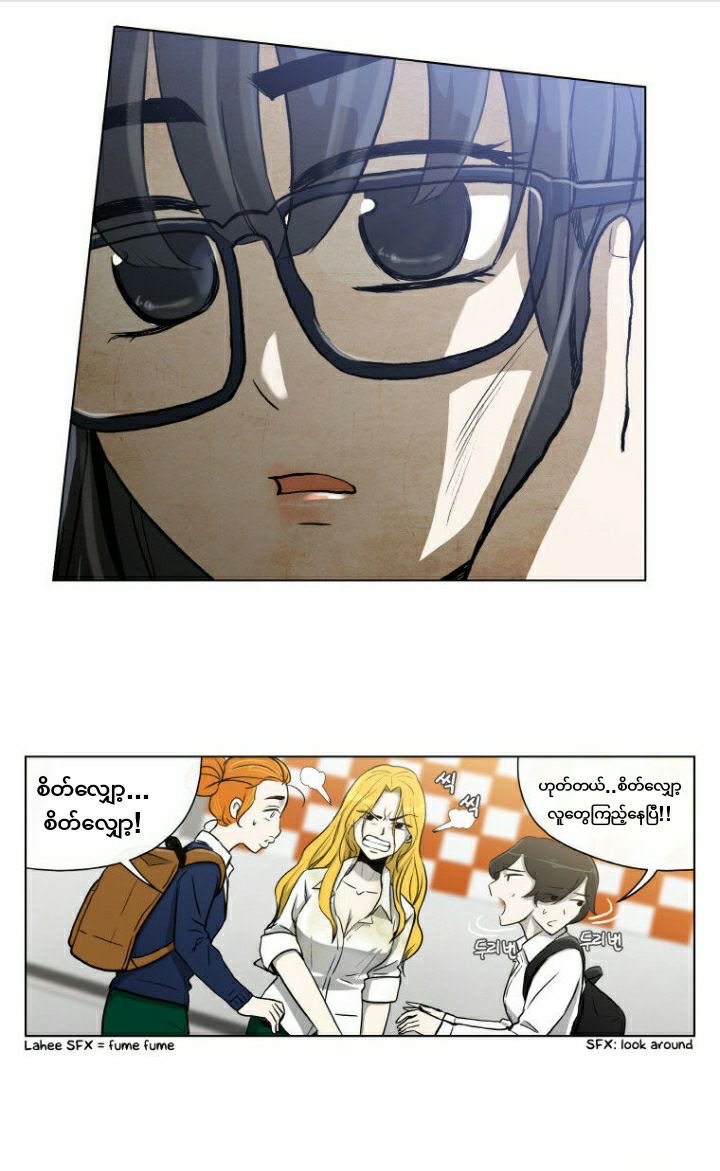 စိတ်လျှော့...
စိတ်လျှော့!
ဟုတ်တယ်..စိတ်လျှော့
လူတွေကြည့်နေပြီ!!
씩
씩
두리번
두리번
Lahee SFX = fume fume
SFX: look around